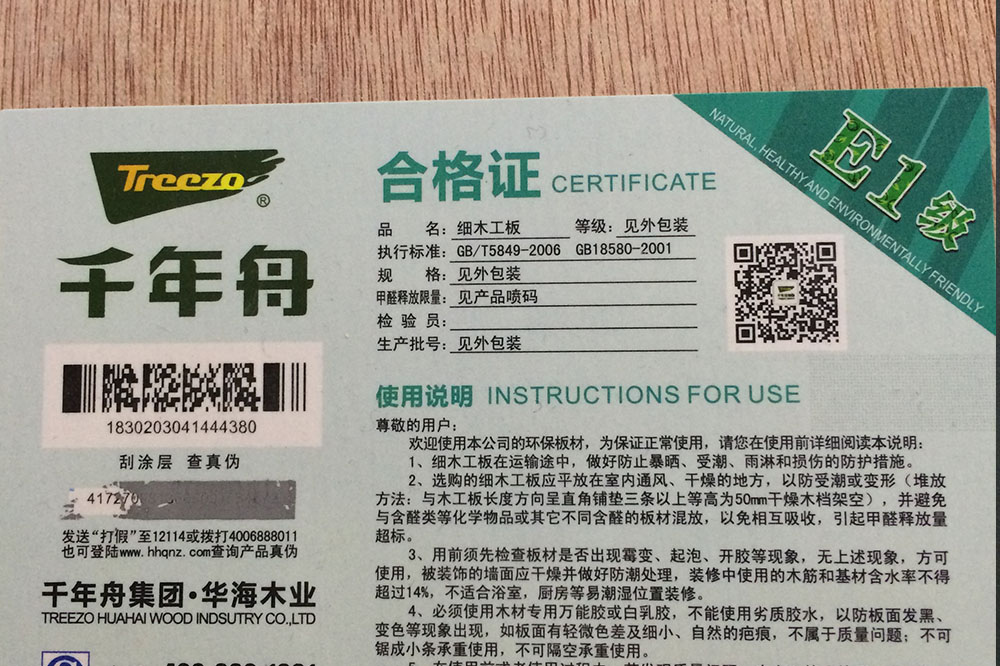 Treezo
®
千年舟
1830203041444380
刮涂层 查真伪
417270
发送“打假”至12114或拨打4006888011
也可登陆www.hhqnz.com查询产品真伪
千年舟集团·华海木业
TREEZO HUAHAI WOOD INDSUTRY CO.,LTD
合格证 CERTIFICATE
品 名：细木工板 等级：见外包装
执行标准：GB/T5849-2006 GB18580-2001
规 格：见外包装
甲醛释放限量：见产品喷码
检 验 员：
生产批号：见外包装
NATURAL, HEALTHY AND ENVIRONMENTALLY FRIENDLY
E1级
使用说明 INSTRUCTIONS FOR USE
尊敬的用户：
欢迎使用本公司的环保板材，为保证正常使用，请您在使用前详细阅读本说明：
1、细木工板在运输途中，做好防止暴晒、受潮、雨淋和损伤的防护措施。
2、选购的细木工板应平放在室内通风、干燥的地方，以防受潮或变形（堆放
方法：与木工板长度方向呈直角铺垫三条以上等高为50mm干燥木档架空），并避免
与含醛类等化学物品或其它不同含醛的板材混放，以免相互吸收，引起甲醛释放量
超标。
3、用前须先检查板材是否出现霉变、起泡、开胶等现象，无上述现象，方可
使用，被装饰的墙面应干燥并做好防潮处理，装修中使用的木筋和基材含水率不得
超过14%，不适合浴室，厨房等易潮湿位置装修。
4、必须使用木材专用万能胶或白乳胶，不能使用劣质胶水，以防板面发黑、
变色等现象出现，如板面有轻微色差及细小、自然的疤痕，不属于质量问题；不可
锯成小条承重使用，不可隔空承重使用。